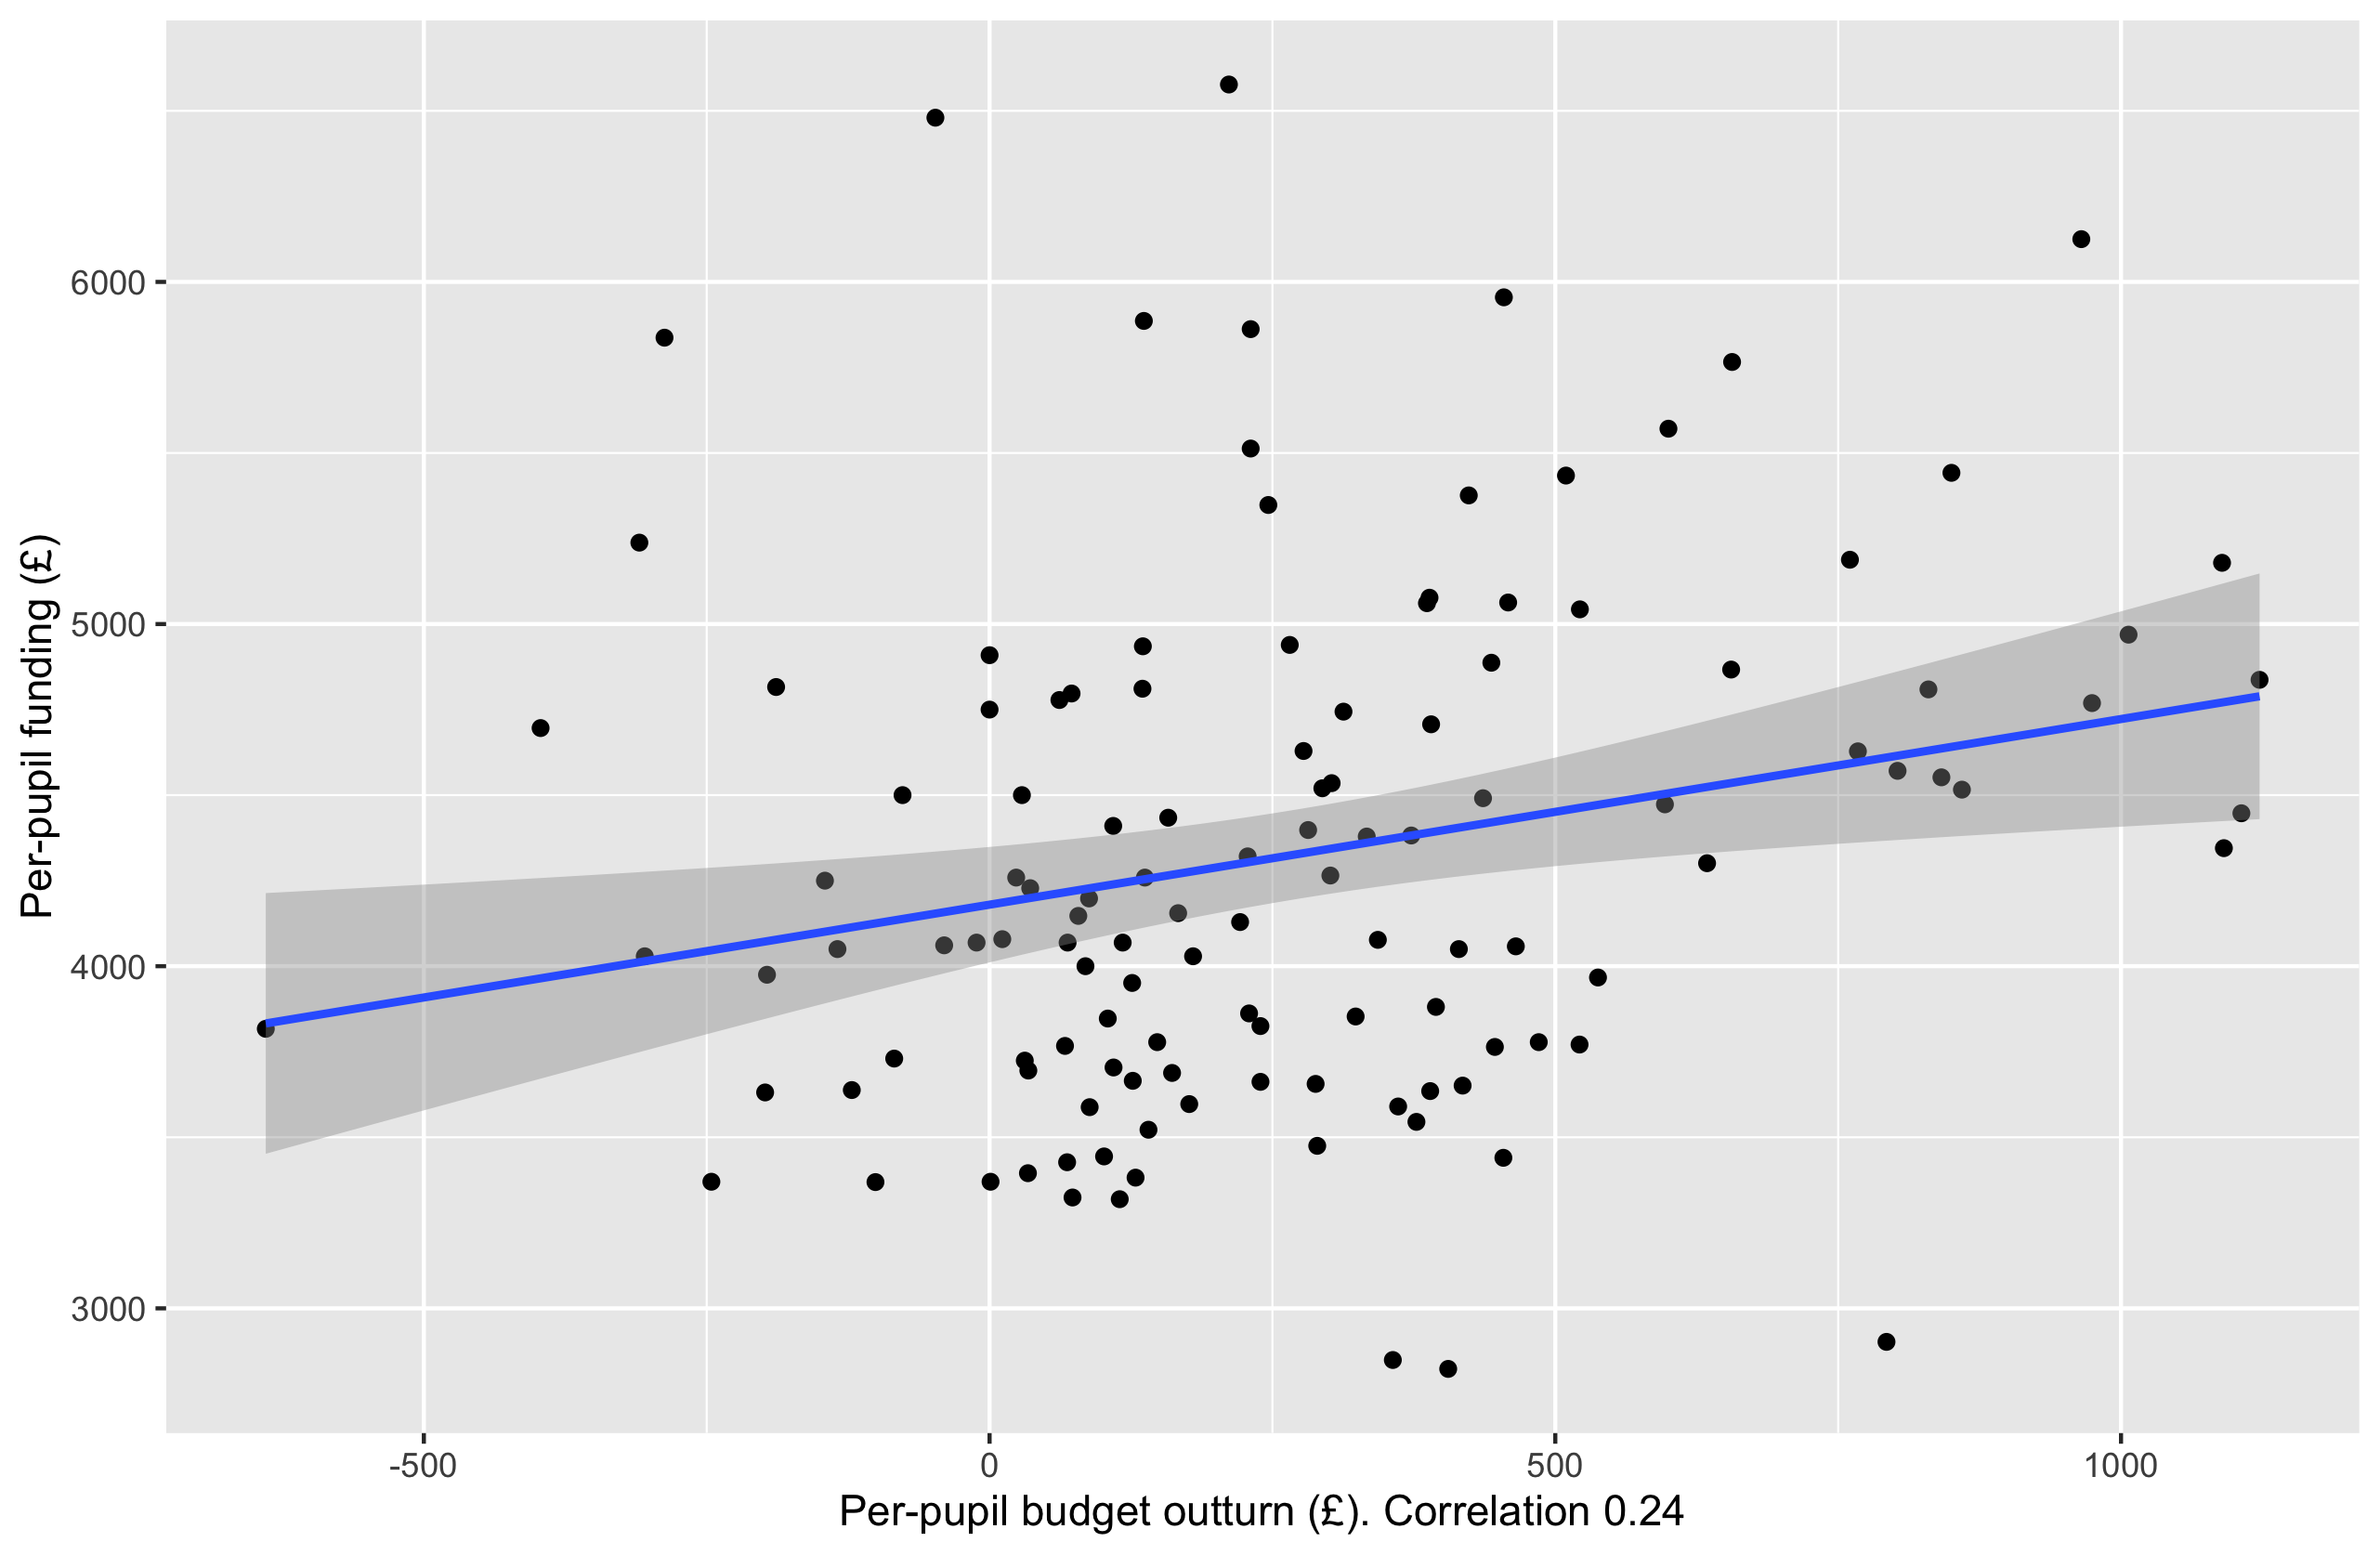 Per-pupil funding (£)
6000
5000
4000
3000
-500 0 500 1000
Per-pupil budget outturn (£). Correlation 0.24